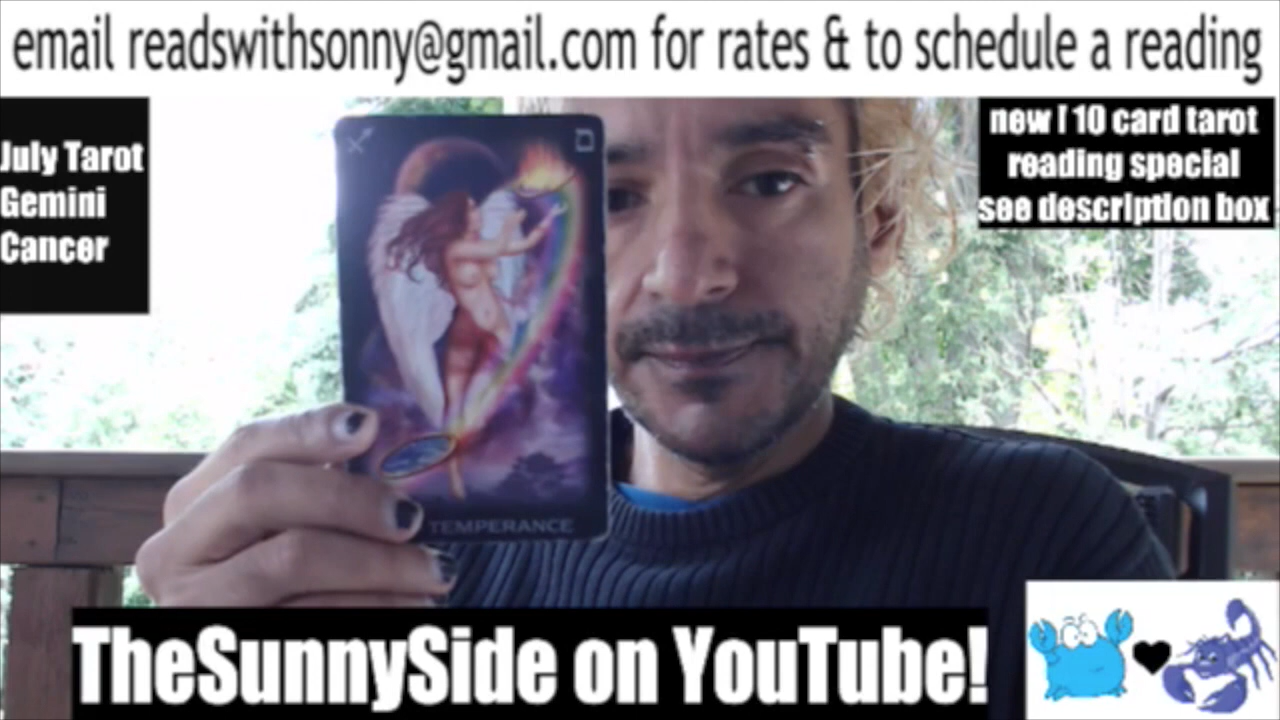 email readswithsonny@gmail.com for rates & to schedule a reading
July Tarot
Gemini
Cancer
new ! 10 card tarot
reading special
see description box
TEMPERANCE
TheSunnySide on YouTube!